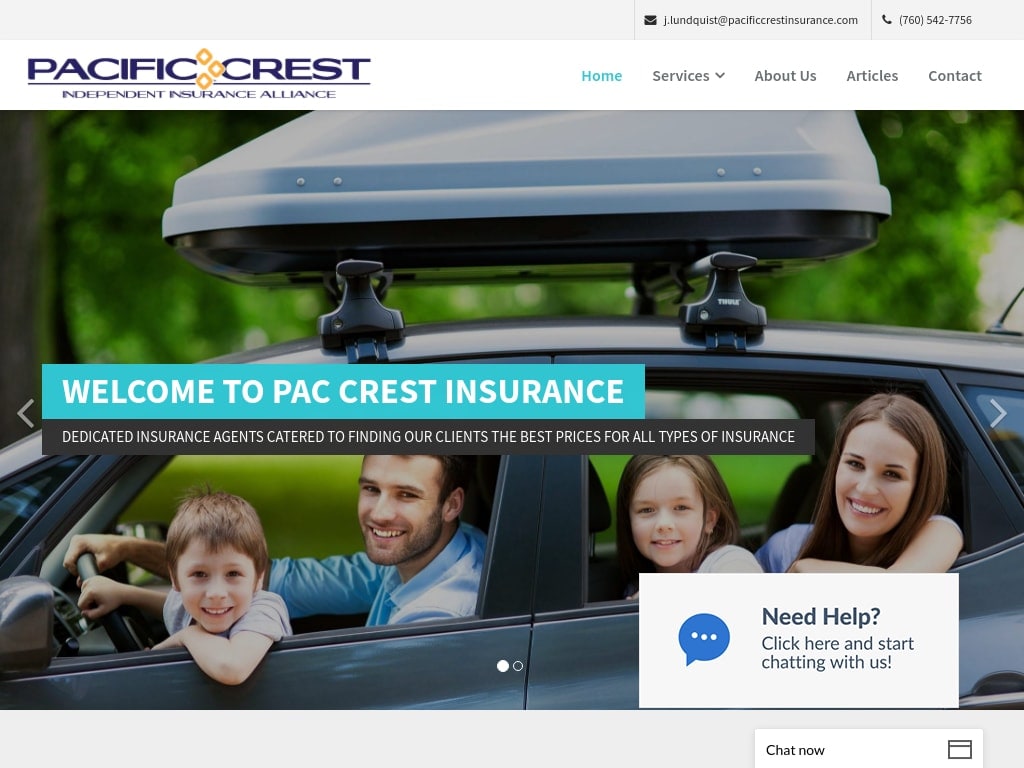 j.lundquist@pacificcrestinsurance.com
(760) 542-7756
PACIFIC CREST
INDEPENDENT INSURANCE ALLIANCE
Home
Services
About Us
Articles
Contact
THULE
WELCOME TO PAC CREST INSURANCE
DEDICATED INSURANCE AGENTS CATERED TO FINDING OUR CLIENTS THE BEST PRICES FOR ALL TYPES OF INSURANCE
Need Help?
Click here and start
chatting with us!
Chat now